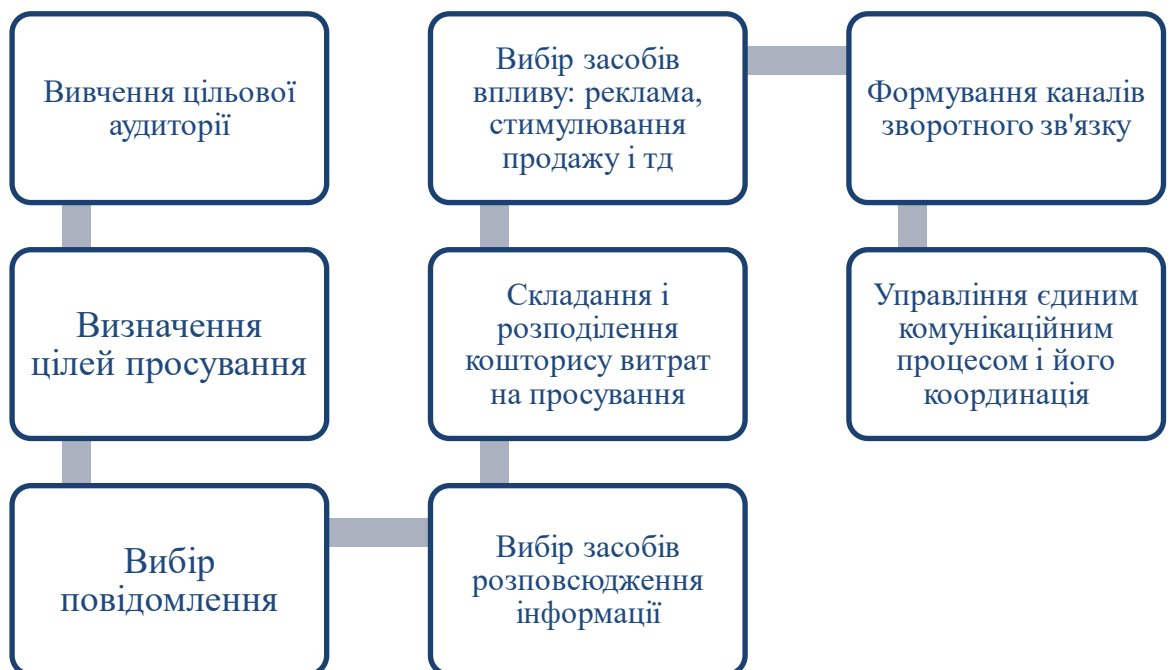 Вивчення цільової
аудиторії
Визначення
цілей просування
Вибір
повідомлення
Вибір засобів
розповсюдження
інформації
Складання і
розподілення
кошторису витрат
на просування
Вибір засобів
впливу: реклама,
стимулювання
продажу і тд
Формування каналів
зворотного зв'язку
Управління єдиним
комунікаційним
процесом і його
координація